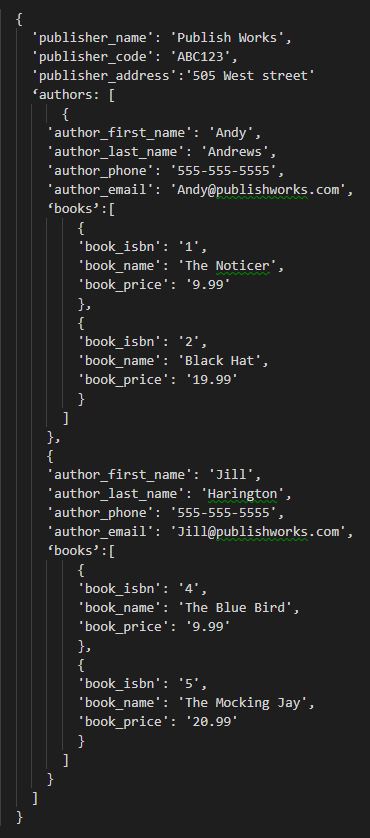 {
'publisher_name': 'Publish Works',
'publisher_code': 'ABC123',
'publisher_address':'505 West street'
‘authors: [
{
'author_first_name': 'Andy',
'author_last_name': 'Andrews',
'author_phone': '555-555-5555',
'author_email': 'Andy@publishworks.com',
‘books’:[
{
'book_isbn': '1',
'book_name': 'The Noticer',
'book_price': '9.99'
},
{
'book_isbn': '2',
'book_name': 'Black Hat',
'book_price': '19.99'
}
]
},
{
'author_first_name': 'Jill',
'author_last_name': 'Harington',
'author_phone': '555-555-5555',
'author_email': 'Jill@publishworks.com',
‘books’:[
{
'book_isbn': '4',
'book_name': 'The Blue Bird',
'book_price': '9.99'
},
{
'book_isbn': '5',
'book_name': 'The Mocking Jay',
'book_price': '20.99'
}
]
}
]
}